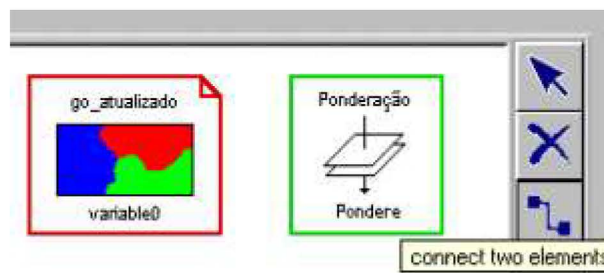 go_atualizado
variable0
Ponderação
Pondere
connect two elements